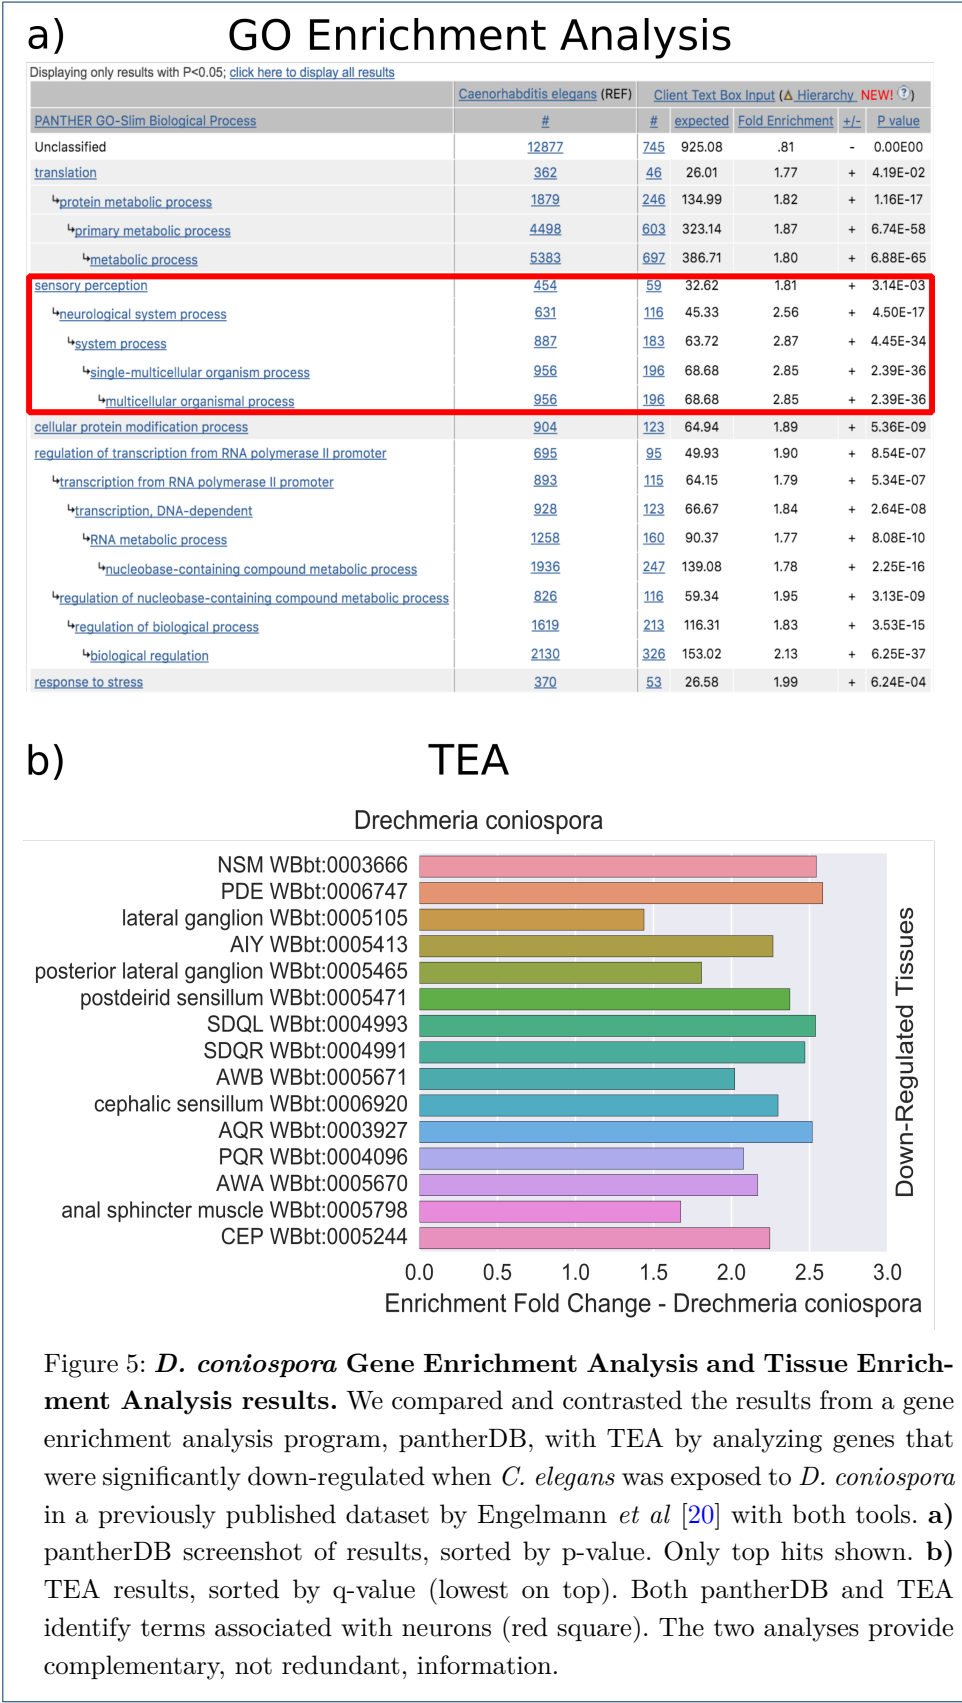 a) GO Enrichment Analysis
Displaying only results with P<0.05; click here to display all results
Caenorhabditis elegans (REF) Client Text Box Input (Δ Hierarchy NEW! ?)
PANTHER GO-Slim Biological Process # # expected Fold Enrichment +/- P value
Unclassified 12877 745 925.08 .81 - 0.00E00
translation 362 46 26.01 1.77 + 4.19E-02
↳protein metabolic process 1879 246 134.99 1.82 + 1.16E-17
↳primary metabolic process 4498 603 323.14 1.87 + 6.74E-58
↳metabolic process 5383 697 386.71 1.80 + 6.88E-65
sensory perception 454 59 32.62 1.81 + 3.14E-03
↳neurological system process 631 116 45.33 2.56 + 4.50E-17
↳system process 887 183 63.72 2.87 + 4.45E-34
↳single-multicellular organism process 956 196 68.68 2.85 + 2.39E-36
↳multicellular organismal process 956 196 68.68 2.85 + 2.39E-36
cellular protein modification process 904 123 64.94 1.89 + 5.36E-09
regulation of transcription from RNA polymerase II promoter 695 95 49.93 1.90 + 8.54E-07
↳transcription from RNA polymerase II promoter 893 115 64.15 1.79 + 5.34E-07
↳transcription, DNA-dependent 928 123 66.67 1.84 + 2.64E-08
↳RNA metabolic process 1258 160 90.37 1.77 + 8.08E-10
↳nucleobase-containing compound metabolic process 1936 247 139.08 1.78 + 2.25E-16
↳regulation of nucleobase-containing compound metabolic process 826 116 59.34 1.95 + 3.13E-09
↳regulation of biological process 1619 213 116.31 1.83 + 3.53E-15
↳biological regulation 2130 326 153.02 2.13 + 6.25E-37
response to stress 370 53 26.58 1.99 + 6.24E-04
b) TEA
Drechmeria coniospora
NSM WBbt:0003666
PDE WBbt:0006747
lateral ganglion WBbt:0005105
AIY WBbt:0005413
posterior lateral ganglion WBbt:0005465
postdeirid sensillum WBbt:0005471
SDQL WBbt:0004993
SDQR WBbt:0004991
AWB WBbt:0005671
cephalic sensillum WBbt:0006920
AQR WBbt:0003927
PQR WBbt:0004096
AWA WBbt:0005670
anal sphincter muscle WBbt:0005798
CEP WBbt:0005244
Down-Regulated Tissues
0.0 0.5 1.0 1.5 2.0 2.5 3.0
Enrichment Fold Change - Drechmeria coniospora
Figure 5: D. coniospora Gene Enrichment Analysis and Tissue Enrich-
ment Analysis results. We compared and contrasted the results from a gene
enrichment analysis program, pantherDB, with TEA by analyzing genes that
were significantly down-regulated when C. elegans was exposed to D. coniospora
in a previously published dataset by Engelmann et al [20] with both tools. a)
pantherDB screenshot of results, sorted by p-value. Only top hits shown. b)
TEA results, sorted by q-value (lowest on top). Both pantherDB and TEA
identify terms associated with neurons (red square). The two analyses provide
complementary, not redundant, information.